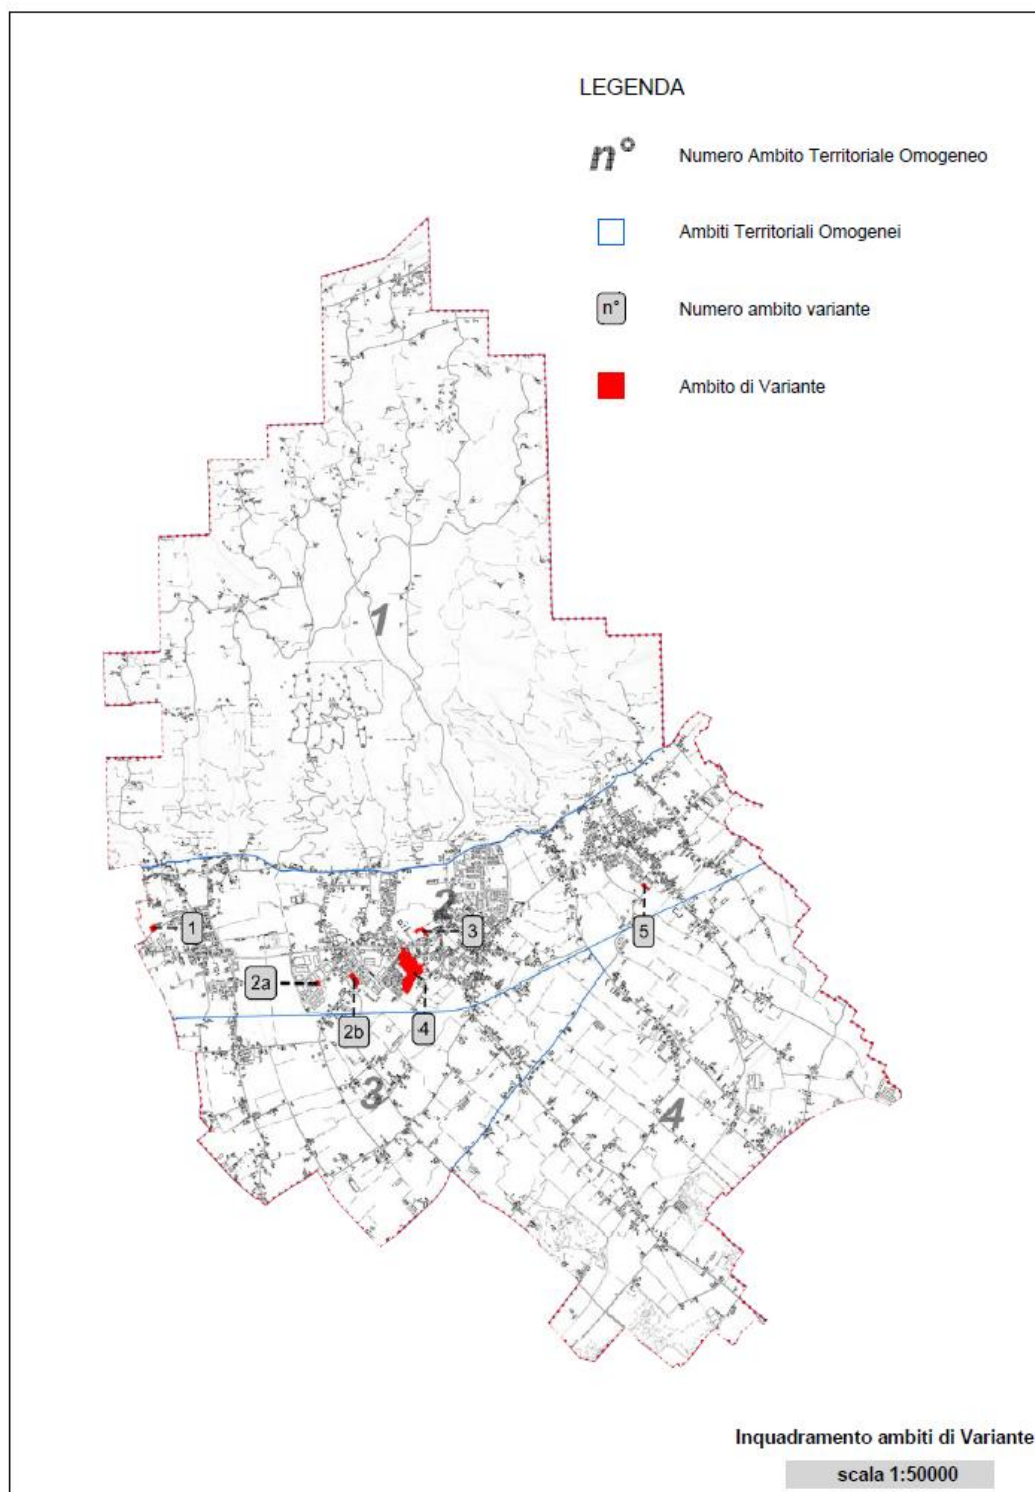 LEGENDA
n°
Numero Ambito Territoriale Omogeneo
Ambiti Territoriali Omogenei
n°
Numero ambito variante
Ambito di Variante
1
2
1
3
5
2a
2b
4
3
4
Inquadramento ambiti di Variante
scala 1:50000